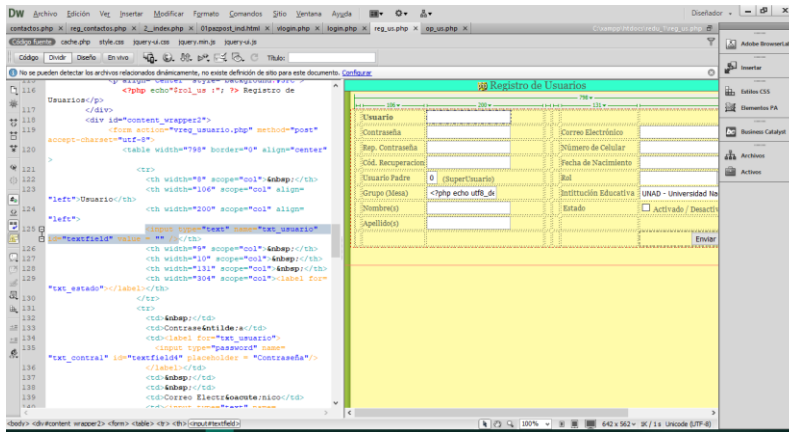 DW Archivo Edición Ver Insertar Modificar Formato Comandos Sitio Ventana Ayuda Diseñador
contactos.php × reg_contactos.php × 2__index.php × 01pazpost_ind.php × vlogin.php × login.php × reg_us.php × op_us.php ×
Código fuente cache.php style.css jquery-ui.css jquery.min.js jquery-ui.js
Código Dividir Diseño En vivo Título:
No se pueden detectar los archivos relacionados dinámicamente, no existe definición de sitio para este documento. Configurar
116 <?php echo"$rol_us :"; ?> Registro de
Usuarios</p>
117 </div>
118 <div id="content_wrapper2">
119 <form action="vreg_usuario.php" method="post"
accept-charset="utf-8">
120 <table width="798" border="0" align="center"
>
121 <tr>
122 <th width="8" scope="col">&nbsp;</th>
123 <th width="106" scope="col" align=
"left">Usuario</th>
124 <th width="200" scope="col" align=
"left">
125 <input type="text" name="txt_usuario"
id="textfield" value = "" /></th>
126 <th width="9" scope="col">&nbsp;</th>
127 <th width="10" scope="col">&nbsp;</th>
128 <th width="131" scope="col">&nbsp;</th>
129 <th width="304" scope="col"><label for=
"txt_estado"></label></th>
130 </tr>
131 <tr>
132 <td>&nbsp;</td>
133 <td>Contrase&ntilde;a</td>
134 <td><label for="txt_usuario">
135 <input type="password" name=
"txt_contra1" id="textfield4" placeholder = "Contraseña"/>
136 </label></td>
137 <td>&nbsp;</td>
138 <td>&nbsp;</td>
139 <td>Correo Electr&oacute;nico</td>
Registro de Usuarios
798
106 200 131
Usuario
Contraseña Correo Electrónico
Rep. Contraseña Número de Celular
Cód. Recuperacion Fecha de Nacimiento
Usuario Padre 0 (SuperUsuario) Rol
Grupo (Mesa) <?php echo utf8_de Intitución Educativa UNAD - Universidad Na
Nombre(s) Estado Activado / Desactiv
Apellido(s)
Enviar
Adobe BrowserLab
Insertar
Estilos CSS
Elementos PA
Business Catalyst
Archivos
Activos
<body> <div#content_wrapper2> <form> <table> <tr> <th> <input#textfield> 100% 642 x 562 3K / 1 s Unicode (UTF-8)